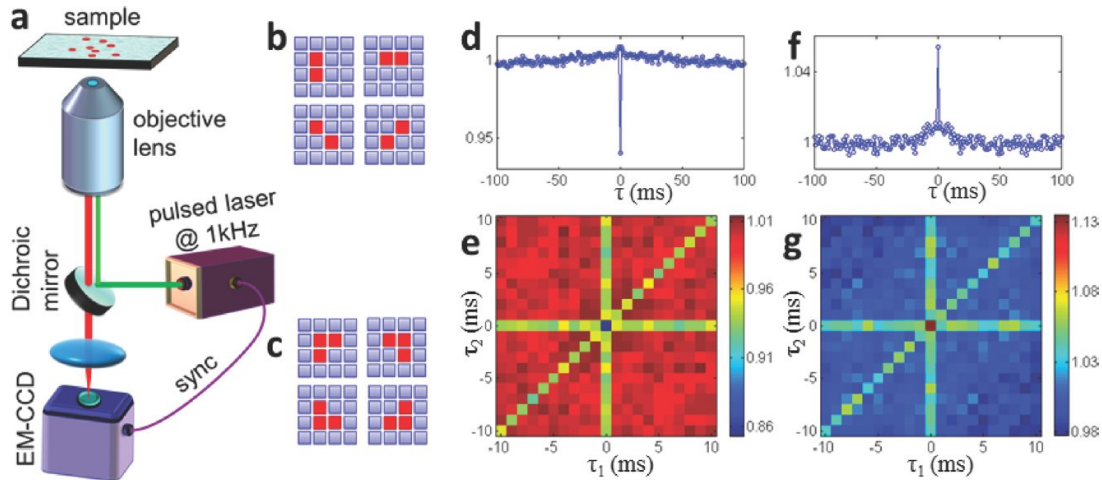 a
sample
objective
lens
pulsed laser
@ 1kHz
Dichroic
mirror
sync
EM-CCD
b
c
d
1
0.95
-100 -50 0 50 100
τ (ms)
f
1.04
1
-100 -50 0 50 100
τ (ms)
e
10
5
0
-5
-10
τ₂ (ms)
-10 -5 0 5 10
τ₁ (ms)
1.01
0.96
0.91
0.86
g
10
5
0
-5
-10
τ₂ (ms)
-10 -5 0 5 10
τ₁ (ms)
1.13
1.08
1.03
0.98